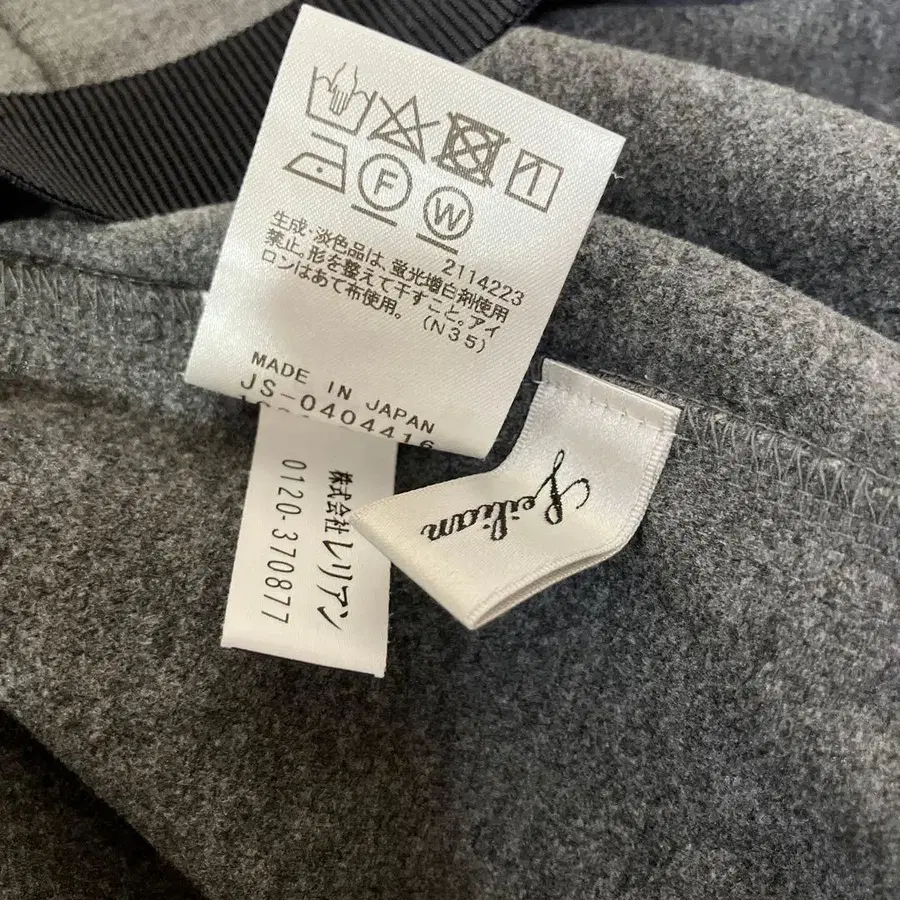 F
W
2114223
生成・淡色品は、蛍光増白剤使用
禁止。形を整えて干すこと。アイ
ロンはあて布使用。
(N35)
MADE IN JAPAN
JS-0404416
株式会社レリアン
0120-370877
Leilian